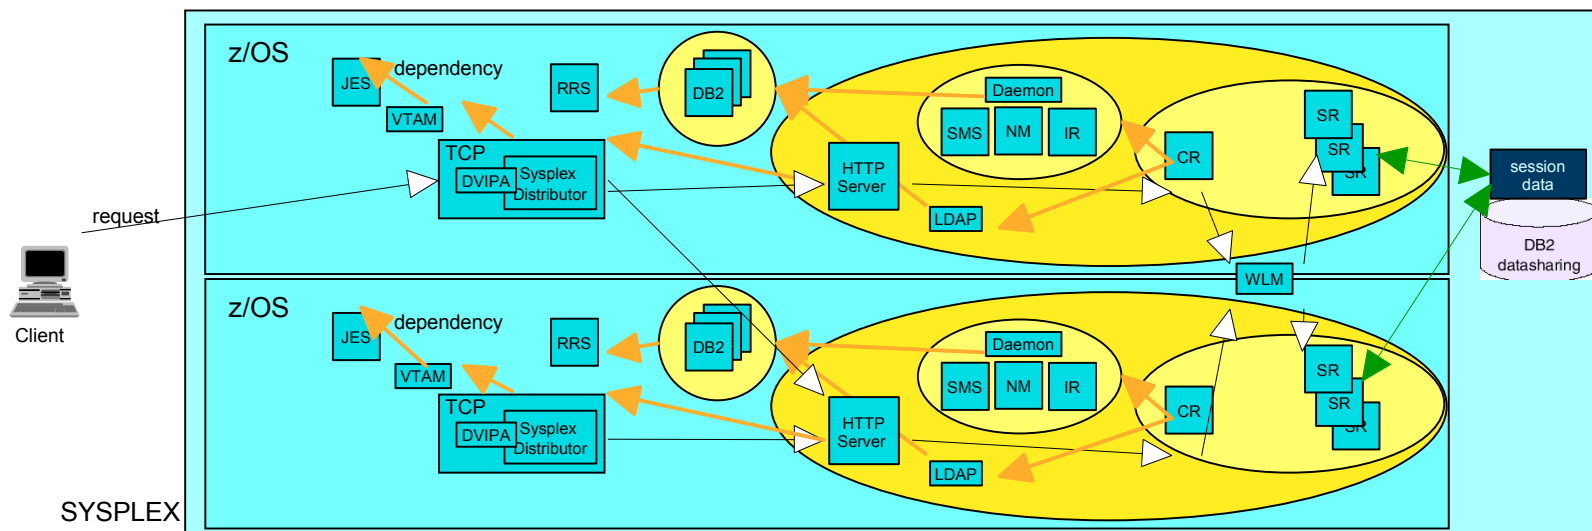 z/OS
JES
dependency
VTAM
RRS
DB2
TCP
DVIPA
Sysplex
Distributor
HTTP
Server
Daemon
SMS
NM
IR
LDAP
CR
SR
SR
SR
session
data
DB2
datasharing
request
Client
WLM
z/OS
JES
dependency
VTAM
RRS
DB2
TCP
DVIPA
Sysplex
Distributor
HTTP
Server
Daemon
SMS
NM
IR
LDAP
CR
SR
SR
SR
SYSPLEX